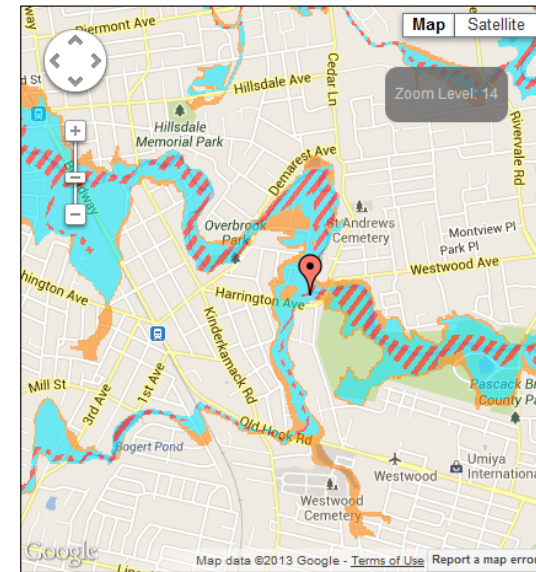 Piermont Ave
Map
Satellite
Cedar Ln
Rivervale Rd
Zoom Level: 14
Hillsdale Ave
d St
Hillsdale
Memorial Park
Demarest Ave
Overbrook
Park
St Andrews
Cemetery
Montview Pl
Park Pl
Westwood Ave
hington Ave
Harrington Ave
Kinderkamack Rd
Mill St
3rd Ave
1st Ave
Bogert Pond
Old Hook Rd
Pascack Br
County Pa
Westwood
Umiya
Internationa
Westwood
Cemetery
Google
Map data ©2013 Google - Terms of Use
Report a map error